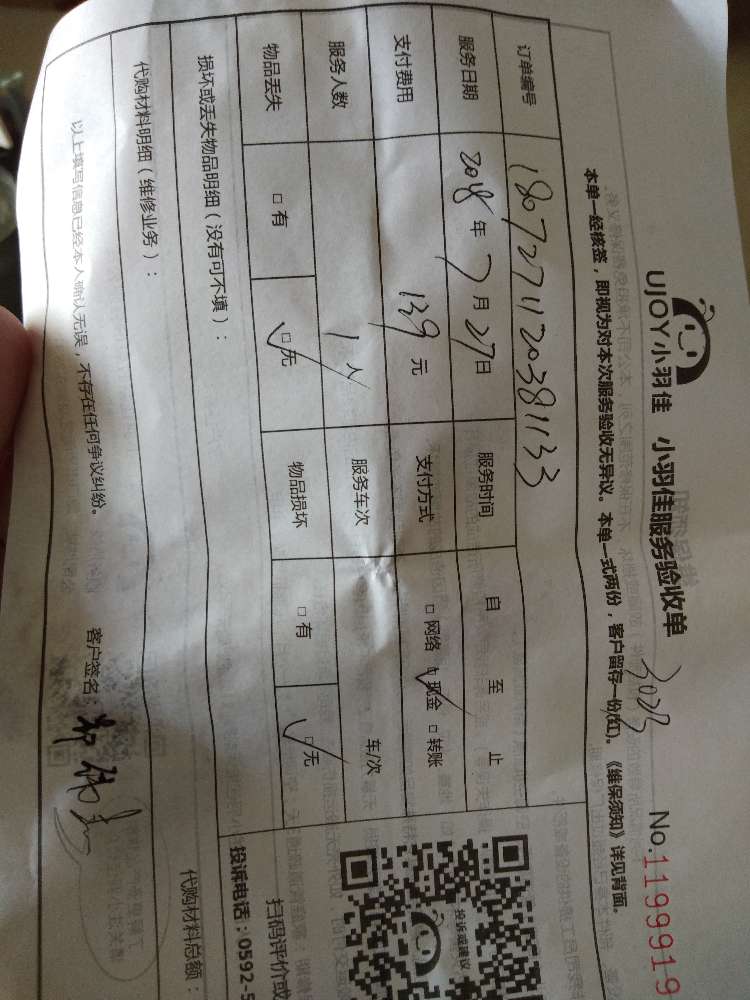 UJOY小羽佳 小羽佳服务验收单 No.1199919
3023
本单一经核签，即视为对本次服务验收无异议。本单一式两份，客户留存一份(红)。《维保须知》详见背面。
订单编号 1807271120381133
服务日期 2018年7月27日 服务时间 自 至 止
支付费用 139元 支付方式 □网络 ☑现金 □转账
服务人数 1人 服务车次 车/次
物品丢失 □有 ☑无 物品损坏 □有 ☑无
损坏或丢失物品明细（没有可不填）：
代购材料明细（维修业务）：
代购材料总额：
以上填写信息已经本人确认无误，不存在任何争议纠纷。 客户签名：
投诉或建议
扫码评价或
投诉电话：0592-5